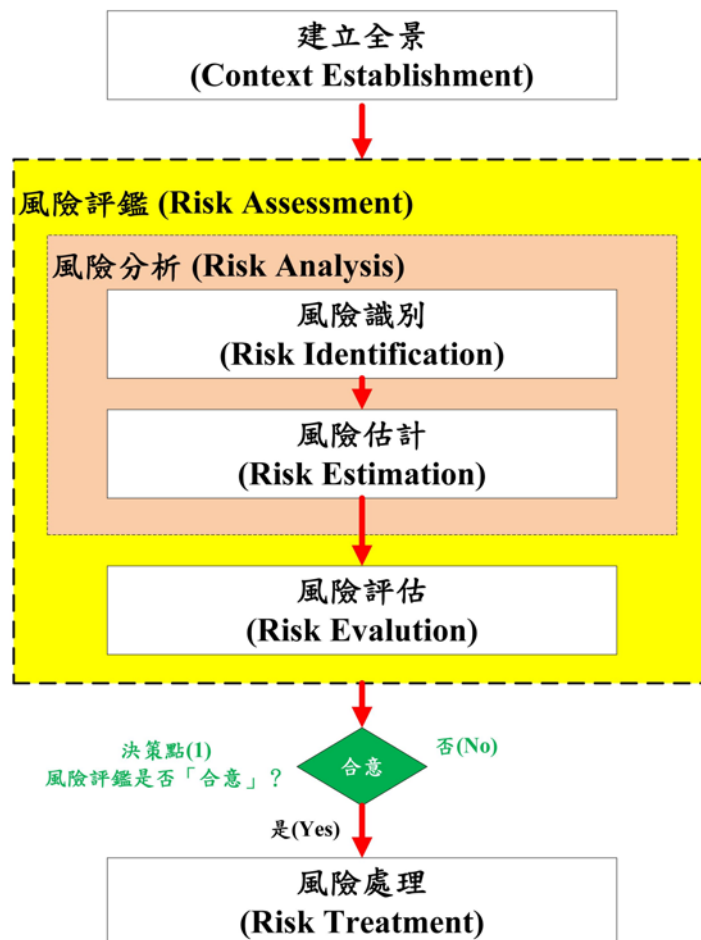 建立全景
(Context Establishment)
風險評鑑 (Risk Assessment)
風險分析 (Risk Analysis)
風險識別
(Risk Identification)
風險估計
(Risk Estimation)
風險評估
(Risk Evalution)
決策點(1)
風險評鑑是否「合意」？
合意
否(No)
是(Yes)
風險處理
(Risk Treatment)